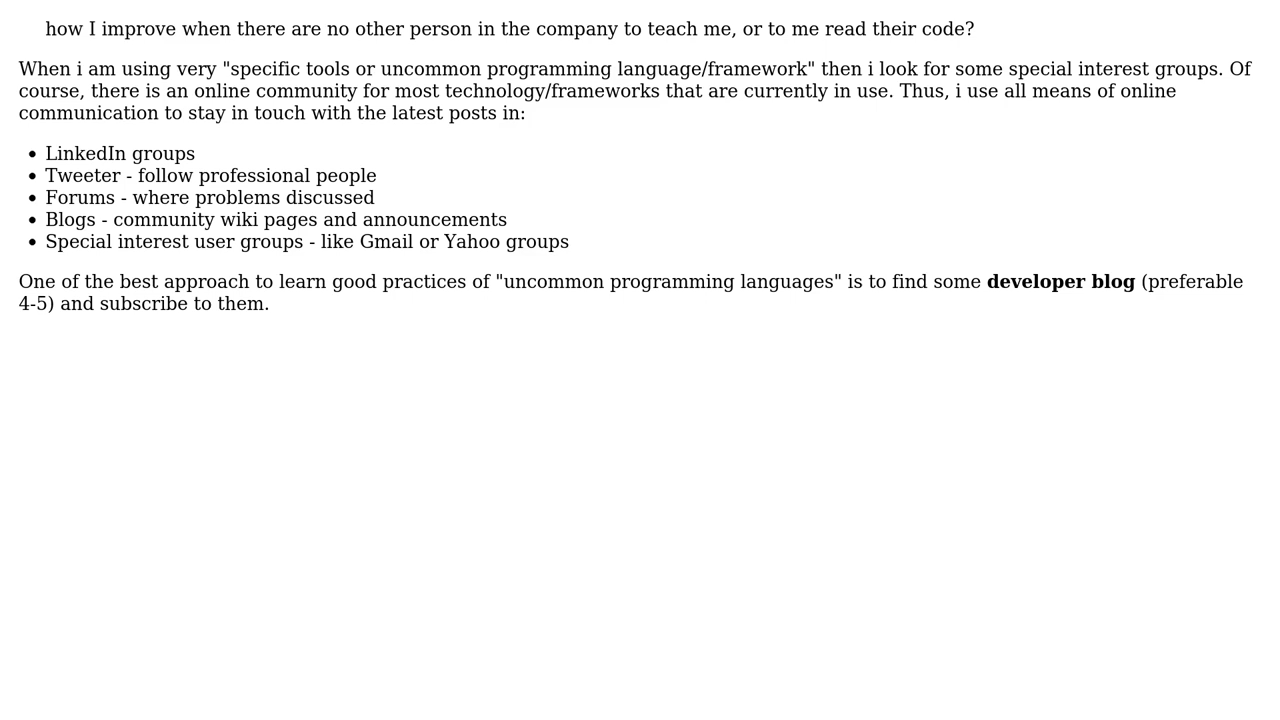 how I improve when there are no other person in the company to teach me, or to me read their code?
When i am using very "specific tools or uncommon programming language/framework" then i look for some special interest groups. Of
course, there is an online community for most technology/frameworks that are currently in use. Thus, i use all means of online
communication to stay in touch with the latest posts in:
• LinkedIn groups
• Tweeter - follow professional people
• Forums - where problems discussed
• Blogs - community wiki pages and announcements
• Special interest user groups - like Gmail or Yahoo groups
One of the best approach to learn good practices of "uncommon programming languages" is to find some developer blog (preferable
4-5) and subscribe to them.